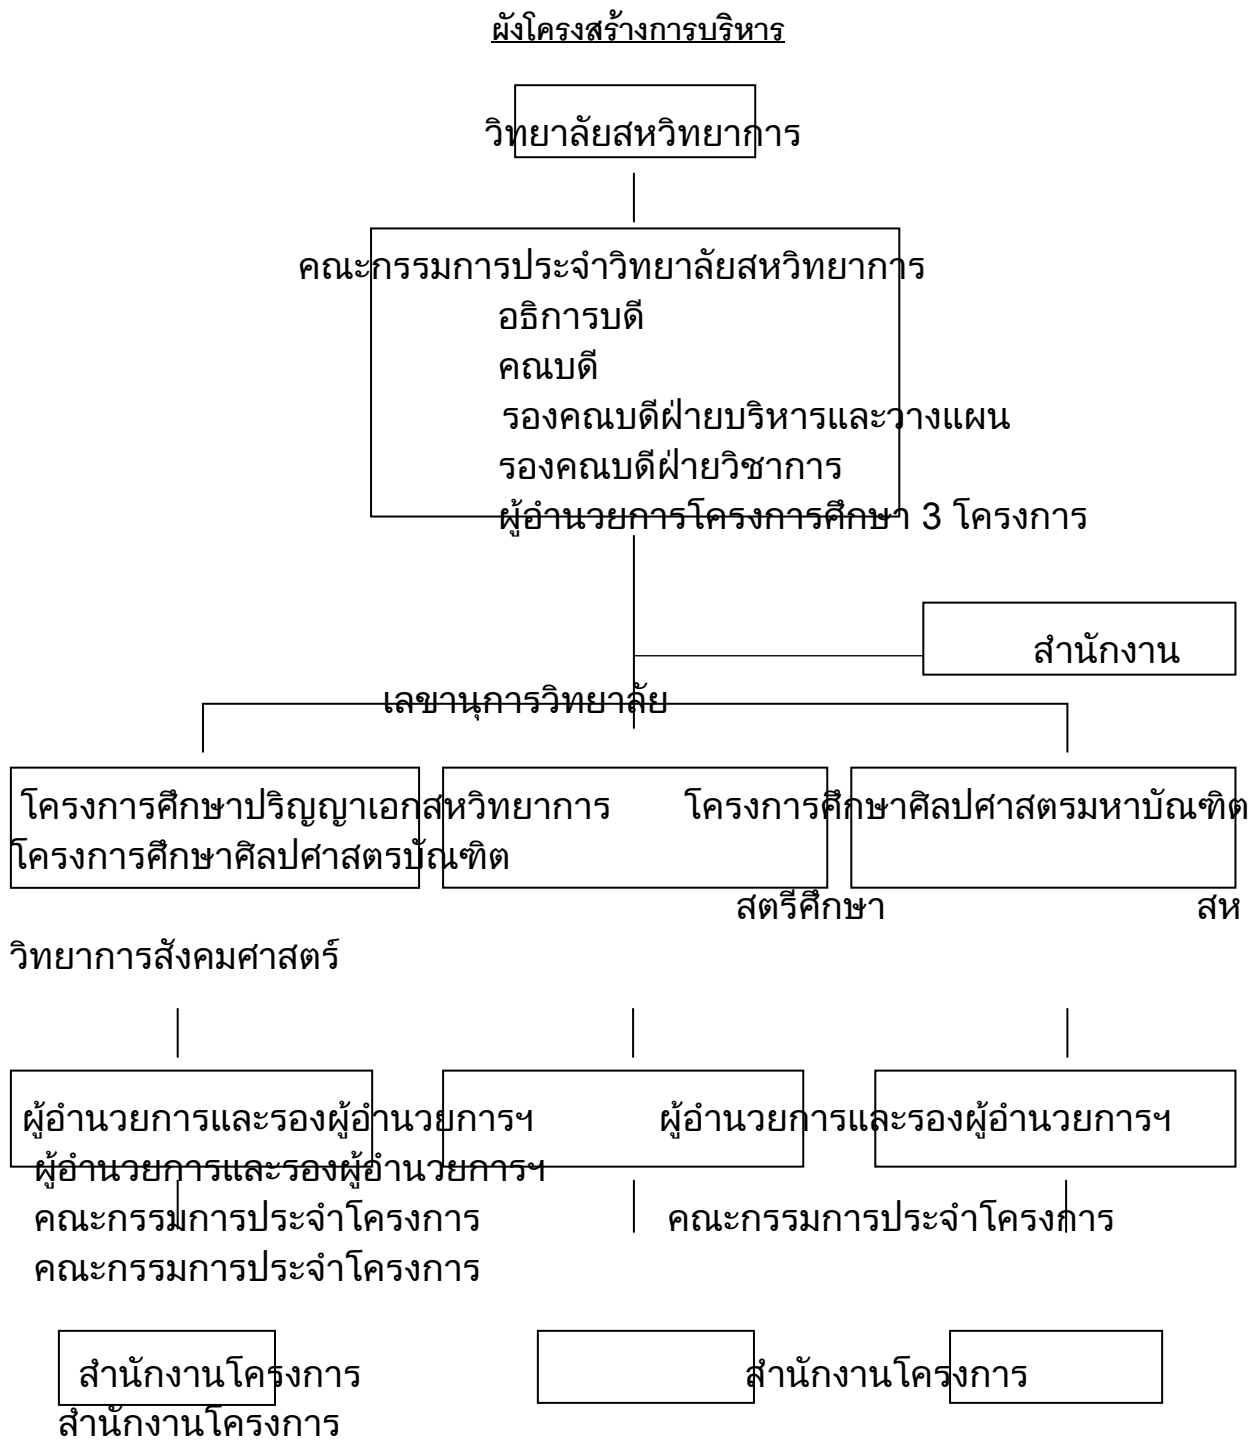 ผังโครงสร้างการบริหาร
วิทยาลัยสหวิทยาการ
คณะกรรมการประจำวิทยาลัยสหวิทยาการ
อธิการบดี
คณบดี
รองคณบดีฝ่ายบริหารและวางแผน
รองคณบดีฝ่ายวิชาการ
ผู้อำนวยการโครงการศึกษา 3 โครงการ
สำนักงาน
เลขานุการวิทยาลัย
โครงการศึกษาปริญญาเอกสหวิทยาการ โครงการศึกษาศิลปศาสตรมหาบัณฑิต
โครงการศึกษาศิลปศาสตรบัณฑิต
สตรีศึกษา สห
วิทยาการสังคมศาสตร์
ผู้อำนวยการและรองผู้อำนวยการฯ ผู้อำนวยการและรองผู้อำนวยการฯ
ผู้อำนวยการและรองผู้อำนวยการฯ
คณะกรรมการประจำโครงการ คณะกรรมการประจำโครงการ
คณะกรรมการประจำโครงการ
สำนักงานโครงการ สำนักงานโครงการ
สำนักงานโครงการ